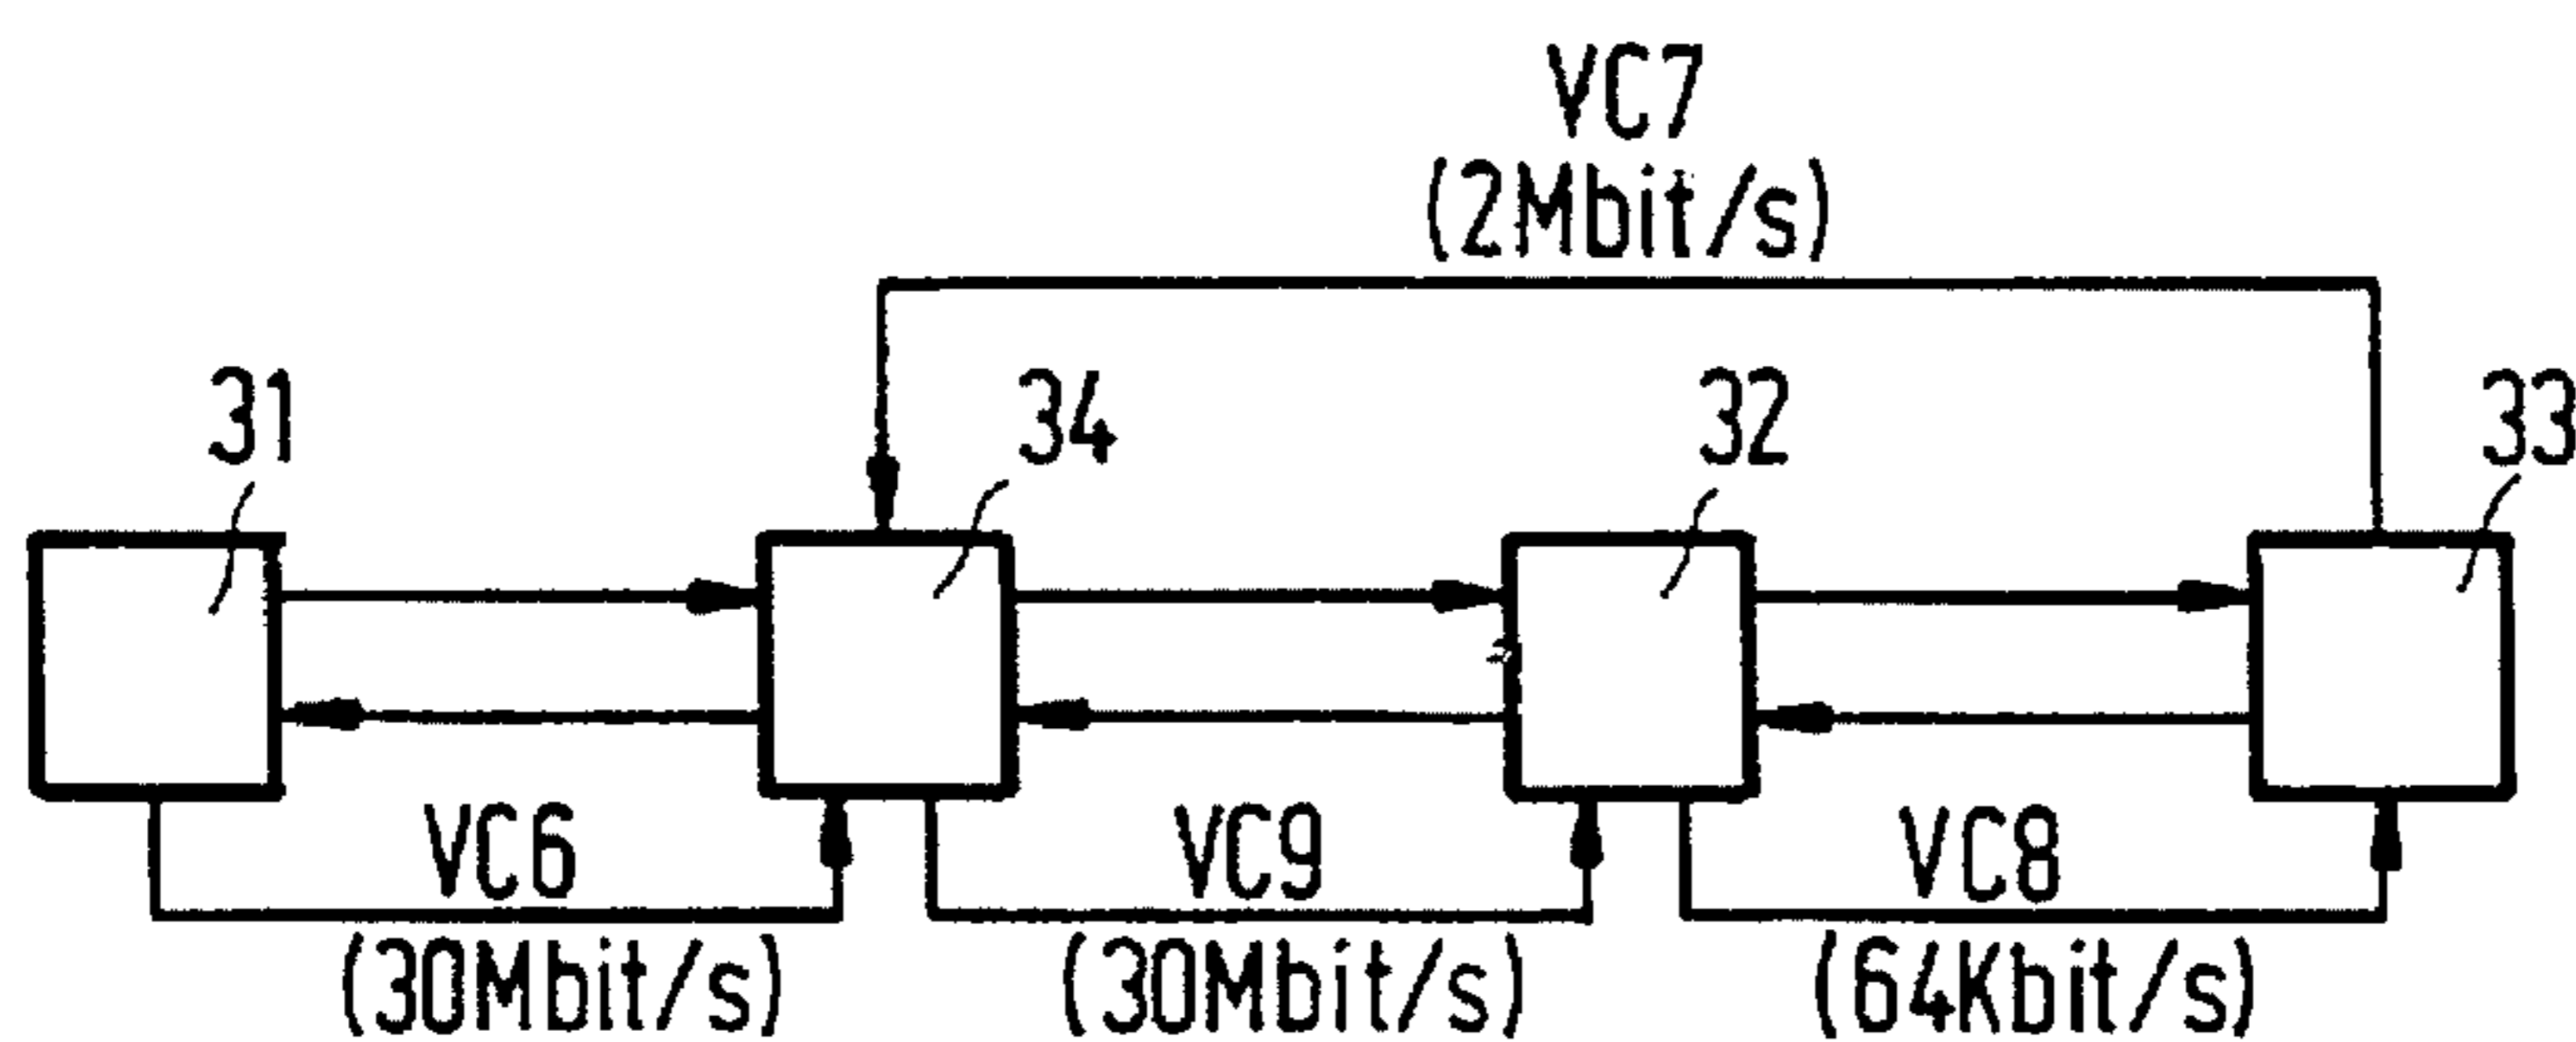 VC7
(2Mbit/s)
31
34
32
33
VC6
VC9
VC8
(30Mbit/s)
(30Mbit/s)
(64Kbit/s)